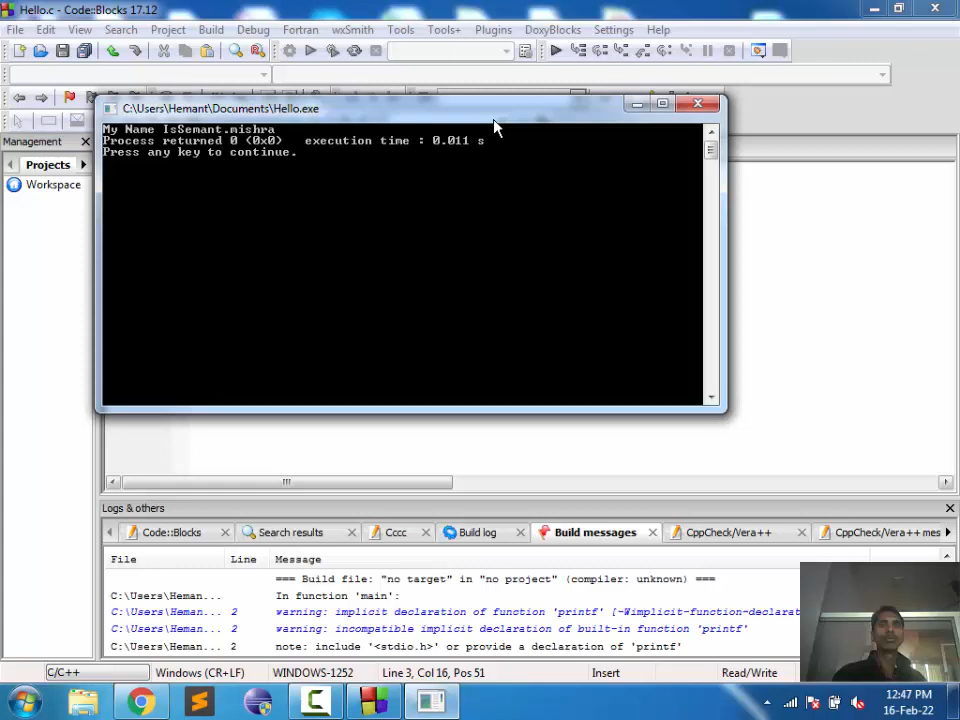 Hello.c - Code::Blocks 17.12
File Edit View Search Project Build Debug Fortran wxSmith Tools Tools+ Plugins DoxyBlocks Settings Help
C:\Users\Hemant\Documents\Hello.exe
My Name IsSemant.mishra
Process returned 0 (0x0) execution time : 0.011 s
Press any key to continue.
Management
Projects
Workspace
Logs & others
Code::Blocks Search results Cccc Build log Build messages CppCheck/Vera++ CppCheck/Vera++ mes
File Line Message
=== Build file: "no target" in "no project" (compiler: unknown) ===
C:\Users\Heman... In function 'main':
C:\Users\Heman... 2 warning: implicit declaration of function 'printf' [-Wimplicit-function-declarat
C:\Users\Heman... 2 warning: incompatible implicit declaration of built-in function 'printf'
C:\Users\Heman... 2 note: include '<stdio.h>' or provide a declaration of 'printf'
C/C++ Windows (CR+LF) WINDOWS-1252 Line 3, Col 16, Pos 51 Insert Read/Write
12:47 PM
16-Feb-22